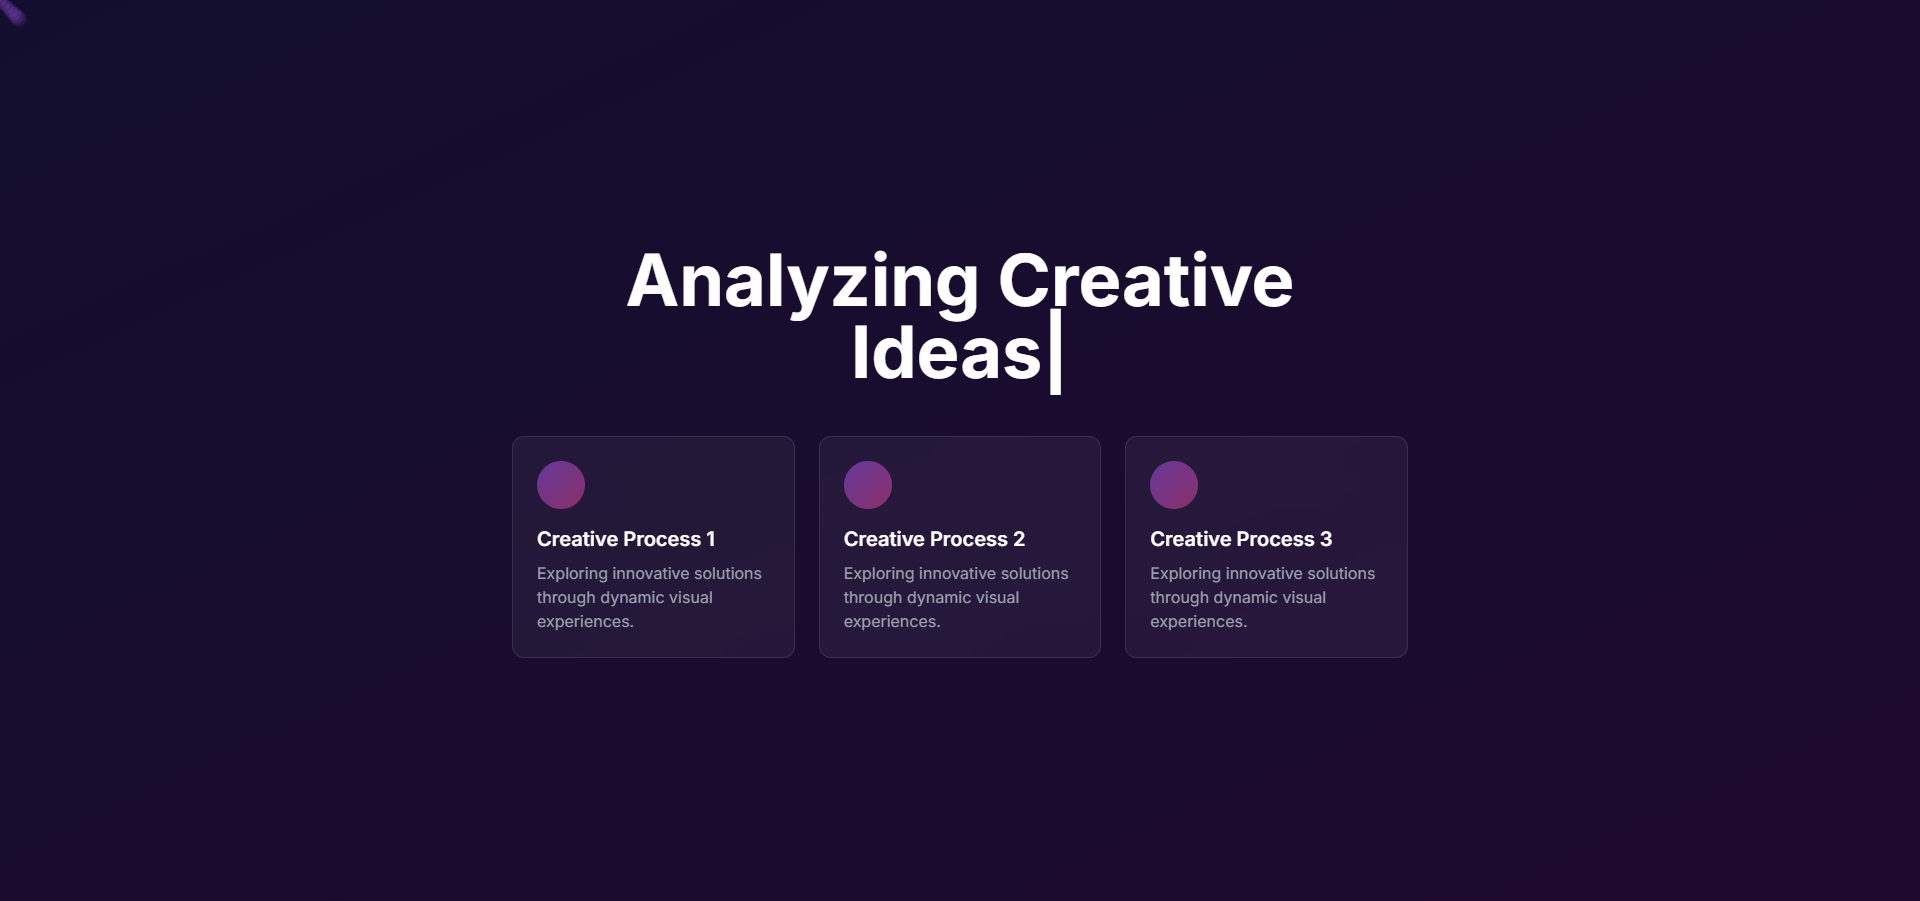 Analyzing Creative
Ideas|
Creative Process 1
Exploring innovative solutions
through dynamic visual
experiences.
Creative Process 2
Exploring innovative solutions
through dynamic visual
experiences.
Creative Process 3
Exploring innovative solutions
through dynamic visual
experiences.